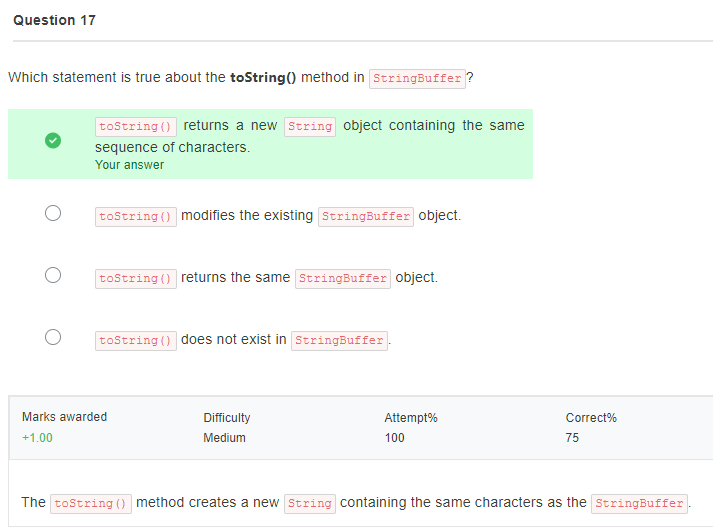 Question 17
Which statement is true about the toString() method in StringBuffer?
toString() returns a new String object containing the same
sequence of characters.
Your answer
toString() modifies the existing StringBuffer object.
toString() returns the same StringBuffer object.
toString() does not exist in StringBuffer.
Marks awarded Difficulty Attempt% Correct%
+1.00 Medium 100 75
The toString() method creates a new String containing the same characters as the StringBuffer.